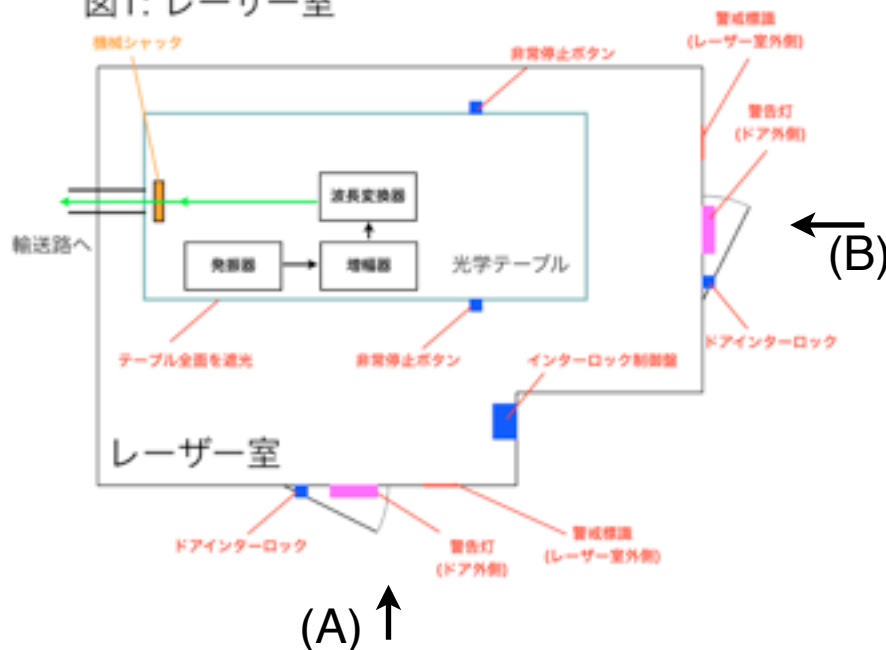 図1: レーザー室
機械シャッタ
非常停止ボタン
警戒標識
(レーザー室外側)
警告灯
(ドア外側)
波長変換器
輸送路へ
発振器
増幅器
光学テーブル
(B)
テーブル全面を遮光
非常停止ボタン
インターロック制御盤
ドアインターロック
レーザー室
ドアインターロック
警告灯
(ドア外側)
警戒標識
(レーザー室外側)
(A)